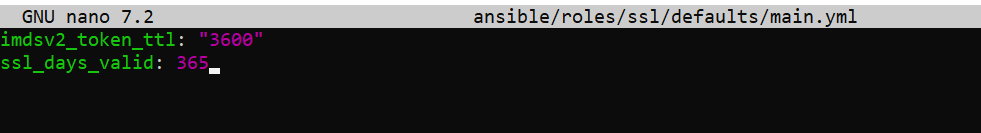 GNU nano 7.2 ansible/roles/ssl/defaults/main.yml
imdsv2_token_ttl: "3600"
ssl_days_valid: 365